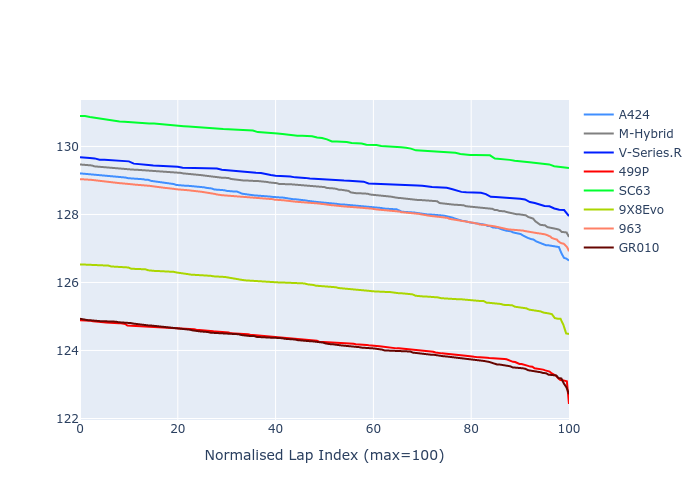 130
128
126
124
122
0 20 40 60 80 100
Normalised Lap Index (max=100)
A424
M-Hybrid
V-Series.R
499P
SC63
9X8Evo
963
GR010